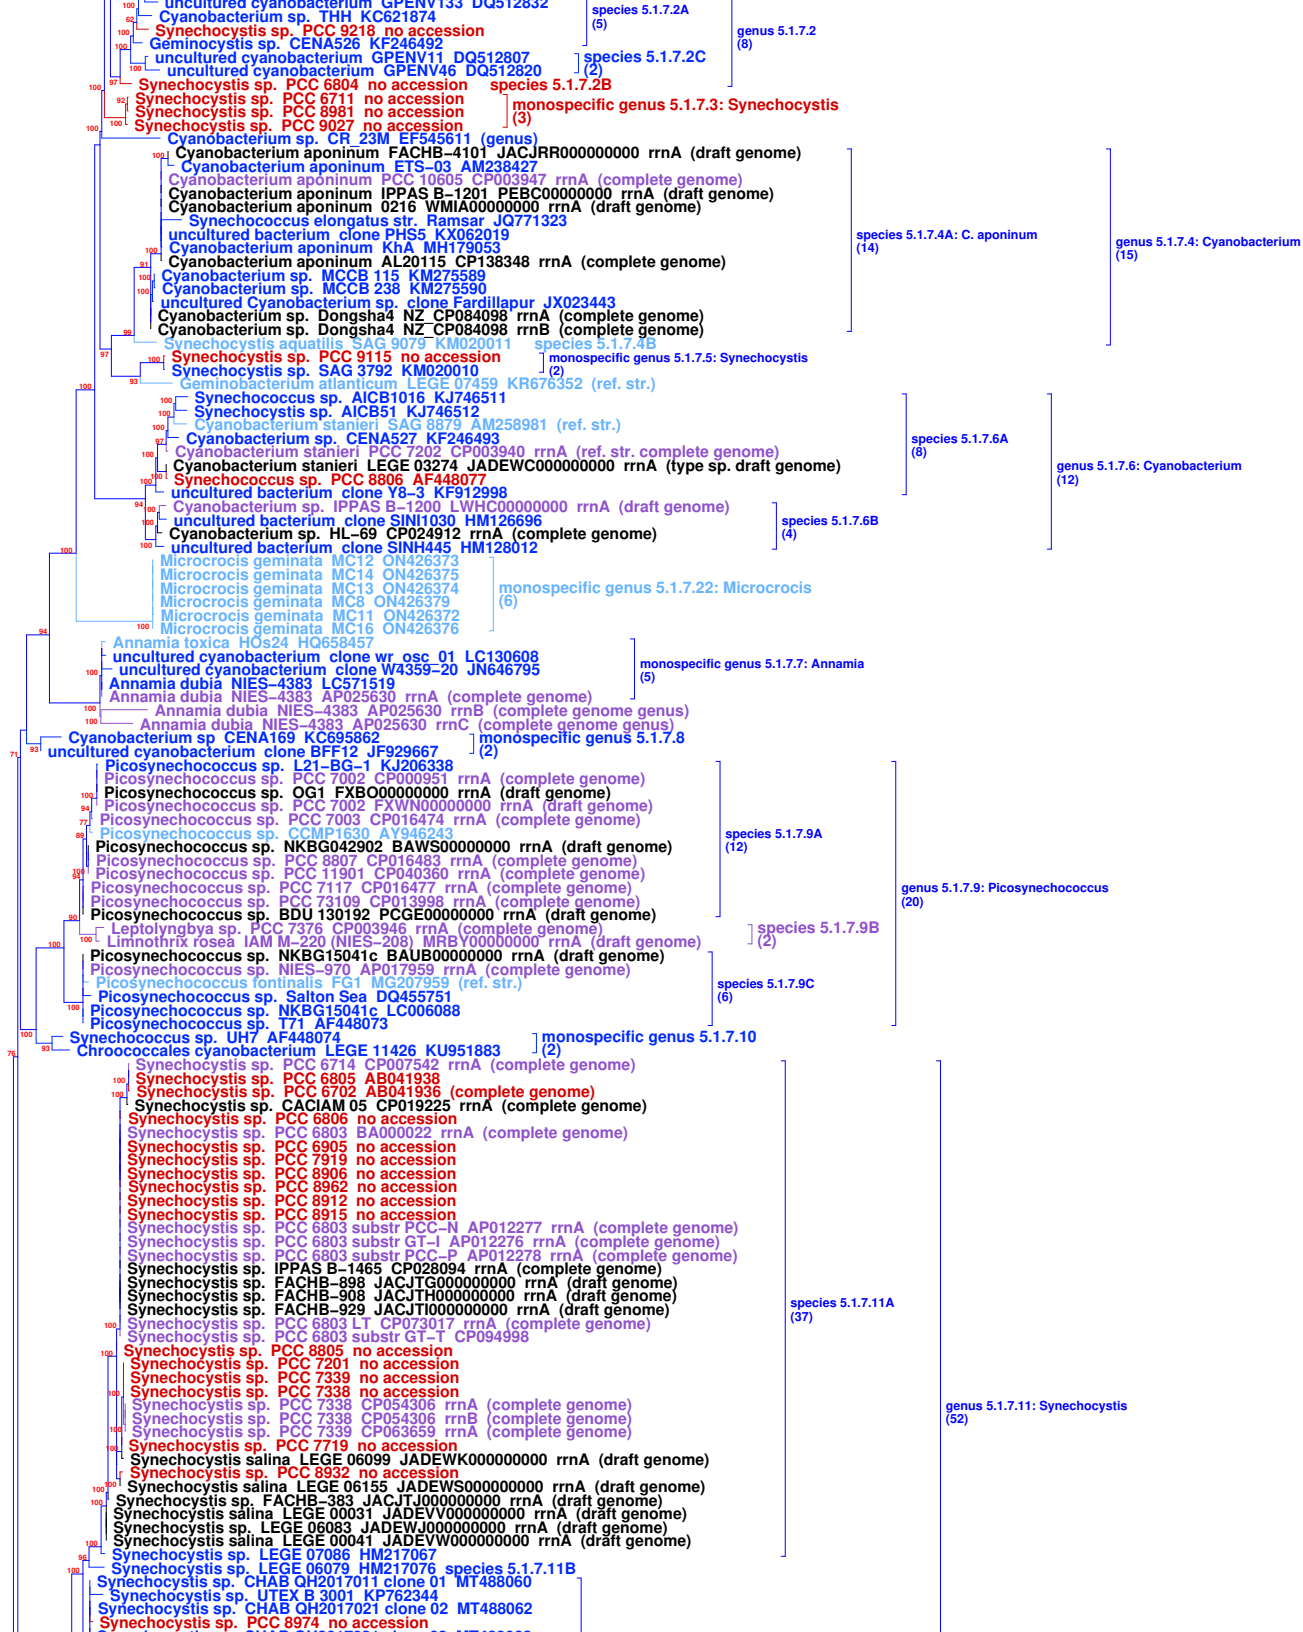 uncultured cyanobacterium GPENV133 DQ512832
Cyanobacterium sp. THH KC621874
species 5.1.7.2A
(5)
Synechocystis sp. PCC 9218 no accession
genus 5.1.7.2
(8)
Geminocystis sp. CENA526 KF246492
uncultured cyanobacterium GPENV11 DQ512807
species 5.1.7.2C
(2)
uncultured cyanobacterium GPENV46 DQ512820
Synechocystis sp. PCC 6804 no accession species 5.1.7.2B
Synechocystis sp. PCC 6711 no accession
Synechocystis sp. PCC 8981 no accession
monospecific genus 5.1.7.3: Synechocystis
(3)
Synechocystis sp. PCC 9027 no accession
Cyanobacterium sp. CR_23M EF545611 (genus)
Cyanobacterium aponinum FACHB−4101 JACJRR000000000 rrnA (draft genome)
Cyanobacterium aponinum ETS−03 AM238427
Cyanobacterium aponinum PCC 10605 CP003947 rrnA (complete genome)
Cyanobacterium aponinum IPPAS B−1201 PEBC00000000 rrnA (draft genome)
Cyanobacterium aponinum 0216 WMIA00000000 rrnA (draft genome)
Synechococcus elongatus str. Ramsar JQ771323
uncultured bacterium clone PHS5 KX062019
species 5.1.7.4A: C. aponinum
(14)
genus 5.1.7.4: Cyanobacterium
(15)
Cyanobacterium aponinum KhA MH179053
Cyanobacterium aponinum AL20115 CP138348 rrnA (complete genome)
Cyanobacterium sp. MCCB 115 KM275589
Cyanobacterium sp. MCCB 238 KM275590
uncultured Cyanobacterium sp. clone Fardillapur JX023443
Cyanobacterium sp. Dongsha4 NZ_CP084098 rrnA (complete genome)
Cyanobacterium sp. Dongsha4 NZ_CP084098 rrnB (complete genome)
Synechocystis aquatilis SAG 9079 KM020011 species 5.1.7.4B
Synechocystis sp. PCC 9115 no accession
monospecific genus 5.1.7.5: Synechocystis
(2)
Synechocystis sp. SAG 3792 KM020010
Geminobacterium atlanticum LEGE 07459 KR676352 (ref. str.)
Synechococcus sp. AICB1016 KJ746511
Synechocystis sp. AICB51 KJ746512
Cyanobacterium stanieri SAG 8879 AM258981 (ref. str.)
Cyanobacterium sp. CENA527 KF246493
species 5.1.7.6A
(8)
Cyanobacterium stanieri PCC 7202 CP003940 rrnA (ref. str. complete genome)
Cyanobacterium stanieri LEGE 03274 JADEWC000000000 rrnA (type sp. draft genome)
genus 5.1.7.6: Cyanobacterium
(12)
Synechococcus sp. PCC 8806 AF448077
uncultured bacterium clone Y8−3 KF912998
Cyanobacterium sp. IPPAS B−1200 LWHC00000000 rrnA (draft genome)
uncultured bacterium clone SINI1030 HM126696
species 5.1.7.6B
(4)
Cyanobacterium sp. HL−69 CP024912 rrnA (complete genome)
uncultured bacterium clone SINH445 HM128012
Microcrocis geminata MC12 ON426373
Microcrocis geminata MC14 ON426375
Microcrocis geminata MC13 ON426374
monospecific genus 5.1.7.22: Microcrocis
(6)
Microcrocis geminata MC8 ON426379
Microcrocis geminata MC11 ON426372
Microcrocis geminata MC16 ON426376
Annamia toxica HOs24 HQ658457
uncultured cyanobacterium clone wr_osc_01 LC130608
uncultured cyanobacterium clone W4359−20 JN646795
monospecific genus 5.1.7.7: Annamia
(5)
Annamia dubia NIES−4383 LC571519
Annamia dubia NIES−4383 AP025630 rrnA (complete genome)
Annamia dubia NIES−4383 AP025630 rrnB (complete genome genus)
Annamia dubia NIES−4383 AP025630 rrnC (complete genome genus)
Cyanobacterium sp CENA169 KC695862
monospecific genus 5.1.7.8
(2)
uncultured cyanobacterium clone BFF12 JF929667
Picosynechococcus sp. L21−BG−1 KJ206338
Picosynechococcus sp. PCC 7002 CP000951 rrnA (complete genome)
Picosynechococcus sp. OG1 FXBO00000000 rrnA (draft genome)
Picosynechococcus sp. PCC 7002 FXWN00000000 rrnA (draft genome)
Picosynechococcus sp. PCC 7003 CP016474 rrnA (complete genome)
Picosynechococcus sp. CCMP1630 AY946243
species 5.1.7.9A
(12)
Picosynechococcus sp. NKBG042902 BAWS00000000 rrnA (draft genome)
Picosynechococcus sp. PCC 8807 CP016483 rrnA (complete genome)
Picosynechococcus sp. PCC 11901 CP040360 rrnA (complete genome)
Picosynechococcus sp. PCC 7117 CP016477 rrnA (complete genome)
genus 5.1.7.9: Picosynechococcus
(20)
Picosynechococcus sp. PCC 73109 CP013998 rrnA (complete genome)
Picosynechococcus sp. BDU 130192 PCGE00000000 rrnA (draft genome)
Leptolyngbya sp. PCC 7376 CP003946 rrnA (complete genome)
species 5.1.7.9B
(2)
Limnothrix rosea IAM M−220 (NIES−208) MRBY00000000 rrnA (draft genome)
Picosynechococcus sp. NKBG15041c BAUB00000000 rrnA (draft genome)
Picosynechococcus sp. NIES−970 AP017959 rrnA (complete genome)
Picosynechococcus fontinalis FG1 MG207959 (ref. str.)
species 5.1.7.9C
(6)
Picosynechococcus sp. Salton Sea DQ455751
Picosynechococcus sp. NKBG15041c LC006088
Picosynechococcus sp. T71 AF448073
Synechococcus sp. UH7 AF448074
monospecific genus 5.1.7.10
(2)
Chroococcales cyanobacterium LEGE 11426 KU951883
Synechocystis sp. PCC 6714 CP007542 rrnA (complete genome)
Synechocystis sp. PCC 6805 AB041938
Synechocystis sp. PCC 6702 AB041936 (complete genome)
Synechocystis sp. CACIAM 05 CP019225 rrnA (complete genome)
Synechocystis sp. PCC 6806 no accession
Synechocystis sp. PCC 6803 BA000022 rrnA (complete genome)
Synechocystis sp. PCC 6905 no accession
Synechocystis sp. PCC 7919 no accession
Synechocystis sp. PCC 8906 no accession
Synechocystis sp. PCC 8962 no accession
Synechocystis sp. PCC 8912 no accession
Synechocystis sp. PCC 8915 no accession
Synechocystis sp. PCC 6803 substr PCC−N AP012277 rrnA (complete genome)
Synechocystis sp. PCC 6803 substr GT−I AP012276 rrnA (complete genome)
Synechocystis sp. PCC 6803 substr PCC−P AP012278 rrnA (complete genome)
Synechocystis sp. IPPAS B−1465 CP028094 rrnA (complete genome)
Synechocystis sp. FACHB−898 JACJTG000000000 rrnA (draft genome)
Synechocystis sp. FACHB−908 JACJTH000000000 rrnA (draft genome)
species 5.1.7.11A
(37)
Synechocystis sp. FACHB−929 JACJTI000000000 rrnA (draft genome)
Synechocystis sp. PCC 6803 LT CP073017 rrnA (complete genome)
Synechocystis sp. PCC 6803 substr GT−T CP094998
Synechocystis sp. PCC 8805 no accession
Synechocystis sp. PCC 7201 no accession
Synechocystis sp. PCC 7339 no accession
Synechocystis sp. PCC 7338 no accession
Synechocystis sp. PCC 7338 CP054306 rrnA (complete genome)
genus 5.1.7.11: Synechocystis
(52)
Synechocystis sp. PCC 7338 CP054306 rrnB (complete genome)
Synechocystis sp. PCC 7339 CP063659 rrnA (complete genome)
Synechocystis sp. PCC 7719 no accession
Synechocystis salina LEGE 06099 JADEWK000000000 rrnA (draft genome)
Synechocystis sp. PCC 8932 no accession
Synechocystis salina LEGE 06155 JADEWS000000000 rrnA (draft genome)
Synechocystis sp. FACHB−383 JACJTJ000000000 rrnA (draft genome)
Synechocystis salina LEGE 00031 JADEVV000000000 rrnA (draft genome)
Synechocystis sp. LEGE 06083 JADEWJ000000000 rrnA (draft genome)
Synechocystis salina LEGE 00041 JADEVW000000000 rrnA (draft genome)
Synechocystis sp. LEGE 07086 HM217067
Synechocystis sp. LEGE 06079 HM217076 species 5.1.7.11B
Synechocystis sp. CHAB QH2017011 clone 01 MT488060
Synechocystis sp. UTEX B 3001 KP762344
Synechocystis sp. CHAB QH2017021 clone 02 MT488062
Synechocystis sp. PCC 8974 no accession